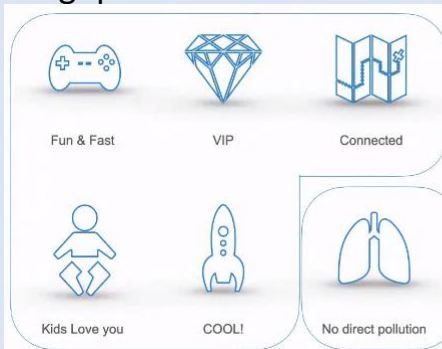 Fun & Fast
VIP
Connected
Kids Love you
COOL!
No direct pollution